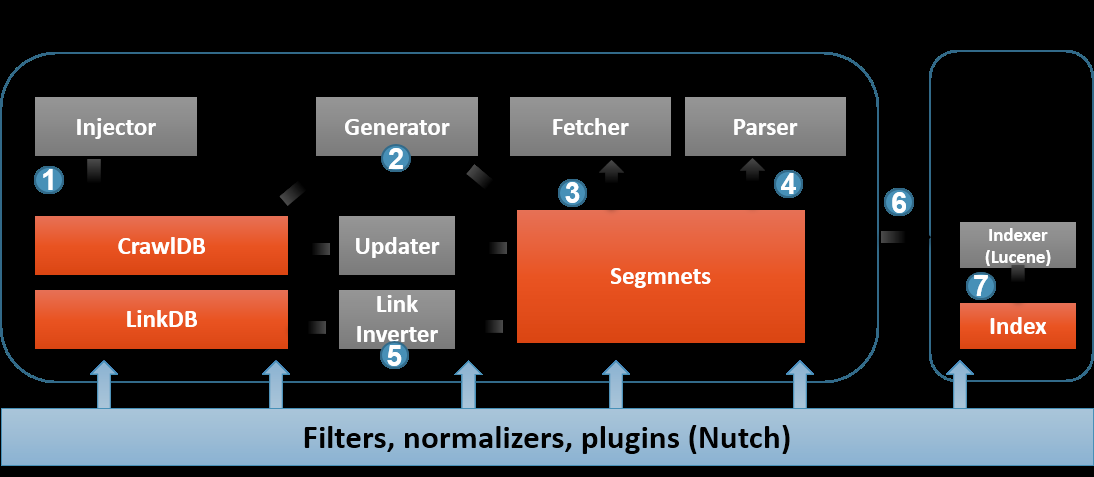 Injector
Generator
Fetcher
Parser
1
2
3
4
6
CrawlDB
Updater
Segmnets
Indexer
(Lucene)
LinkDB
Link
Inverter
5
7
Index
Filters, normalizers, plugins (Nutch)